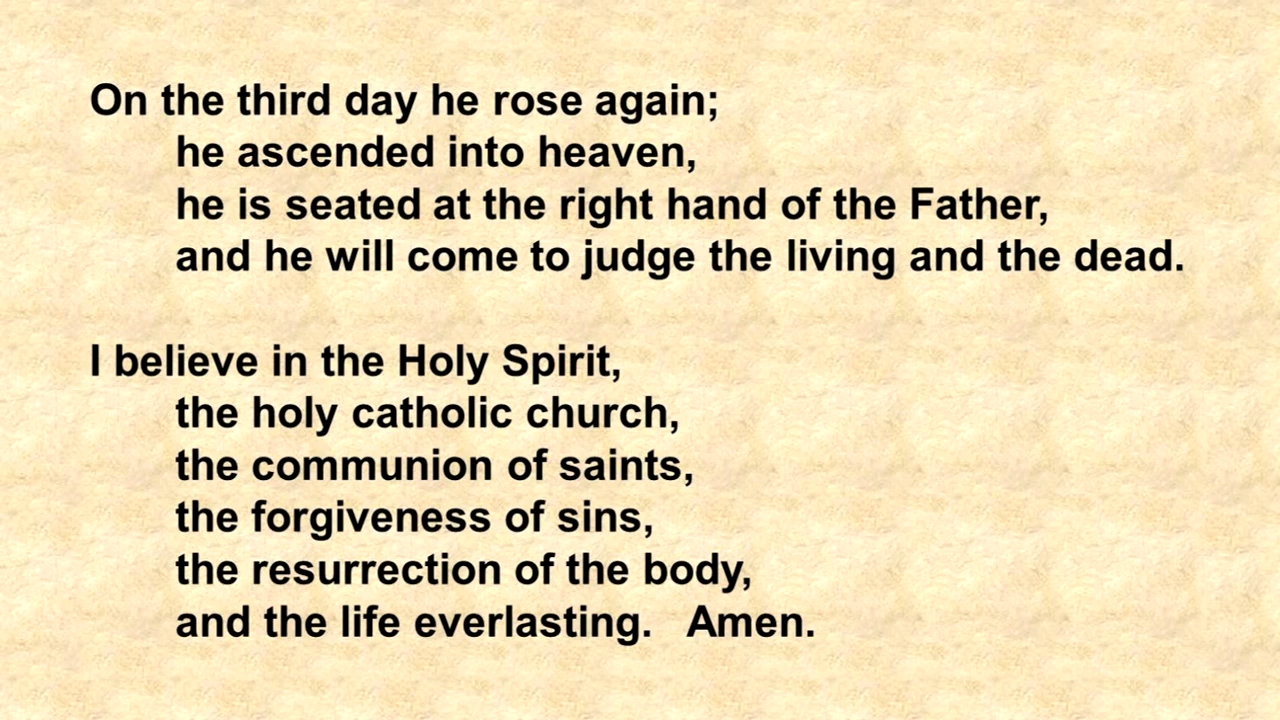 On the third day he rose again;
he ascended into heaven,
he is seated at the right hand of the Father,
and he will come to judge the living and the dead.
I believe in the Holy Spirit,
the holy catholic church,
the communion of saints,
the forgiveness of sins,
the resurrection of the body,
and the life everlasting. Amen.